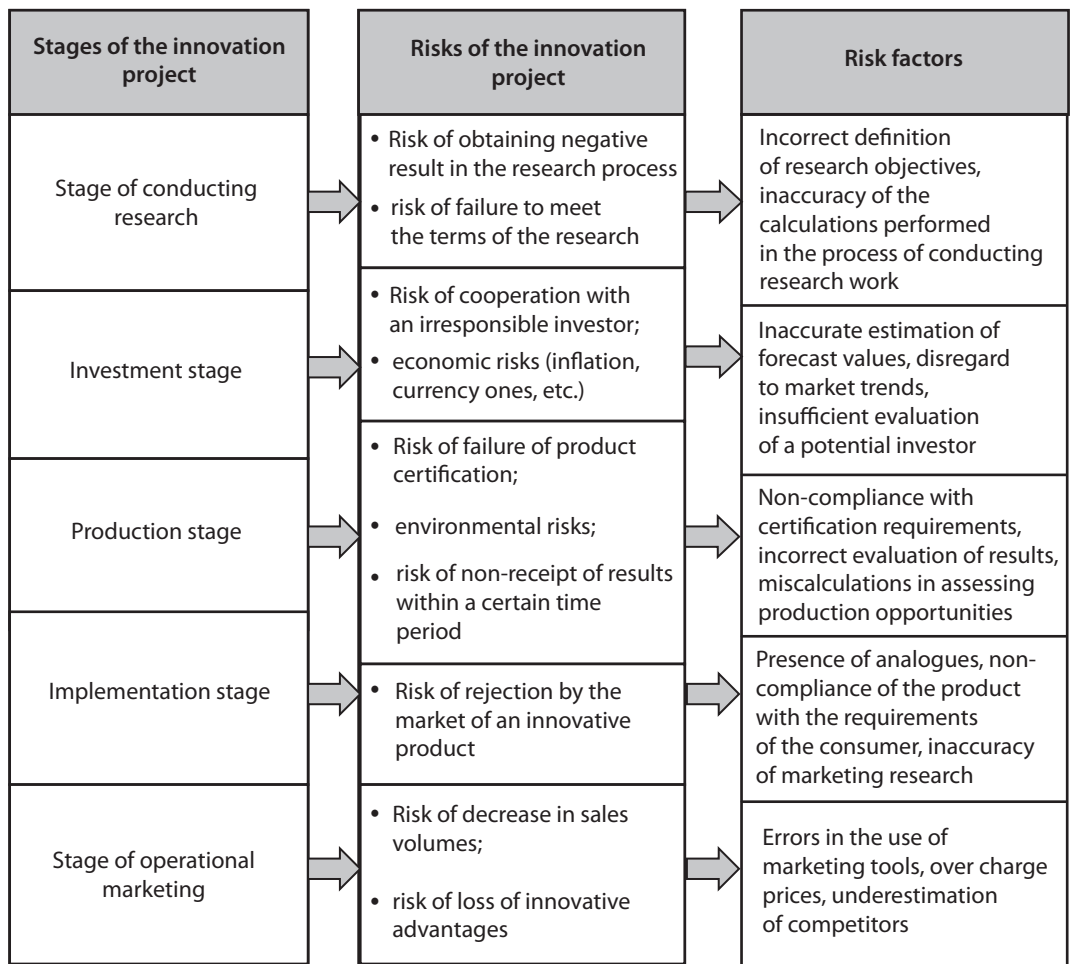 Stages of the innovation
project
Risks of the innovation
project
Risk factors
Stage of conducting
research
• Risk of obtaining negative
result in the research process
• risk of failure to meet
the terms of the research
Incorrect definition
of research objectives,
inaccuracy of the
calculations performed
in the process of conducting
research work
Investment stage
• Risk of cooperation with
an irresponsible investor;
• economic risks (inflation,
currency ones, etc.)
Inaccurate estimation of
forecast values, disregard
to market trends,
insufficient evaluation
of a potential investor
Production stage
• Risk of failure of product
certification;
• environmental risks;
• risk of non-receipt of results
within a certain time
period
Non-compliance with
certification requirements,
incorrect evaluation of results,
miscalculations in assessing
production opportunities
Implementation stage
• Risk of rejection by the
market of an innovative
product
Presence of analogues, non-
compliance of the product
with the requirements
of the consumer, inaccuracy
of marketing research
Stage of operational
marketing
• Risk of decrease in sales
volumes;
• risk of loss of innovative
advantages
Errors in the use of
marketing tools, over charge
prices, underestimation
of competitors